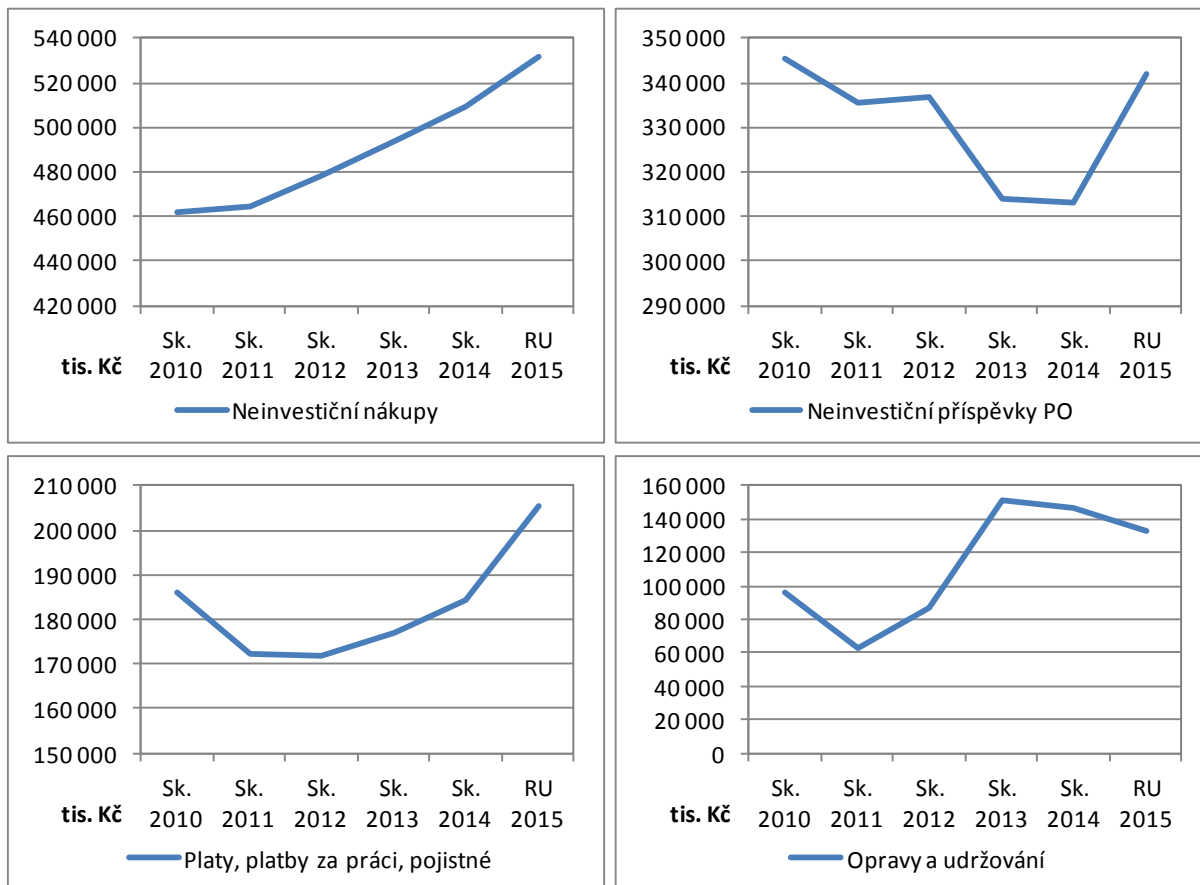 540 000
520 000
500 000
480 000
460 000
440 000
420 000
Sk. Sk. Sk. Sk. Sk. RU
tis. Kč 2010 2011 2012 2013 2014 2015
Neinvestiční nákupy
350 000
340 000
330 000
320 000
310 000
300 000
290 000
Sk. Sk. Sk. Sk. Sk. RU
tis. Kč 2010 2011 2012 2013 2014 2015
Neinvestiční příspěvky PO
210 000
200 000
190 000
180 000
170 000
160 000
150 000
Sk. Sk. Sk. Sk. Sk. RU
tis. Kč 2010 2011 2012 2013 2014 2015
Platy, platby za práci, pojistné
160 000
140 000
120 000
100 000
80 000
60 000
40 000
20 000
0
Sk. Sk. Sk. Sk. Sk. RU
tis. Kč 2010 2011 2012 2013 2014 2015
Opravy a udržování